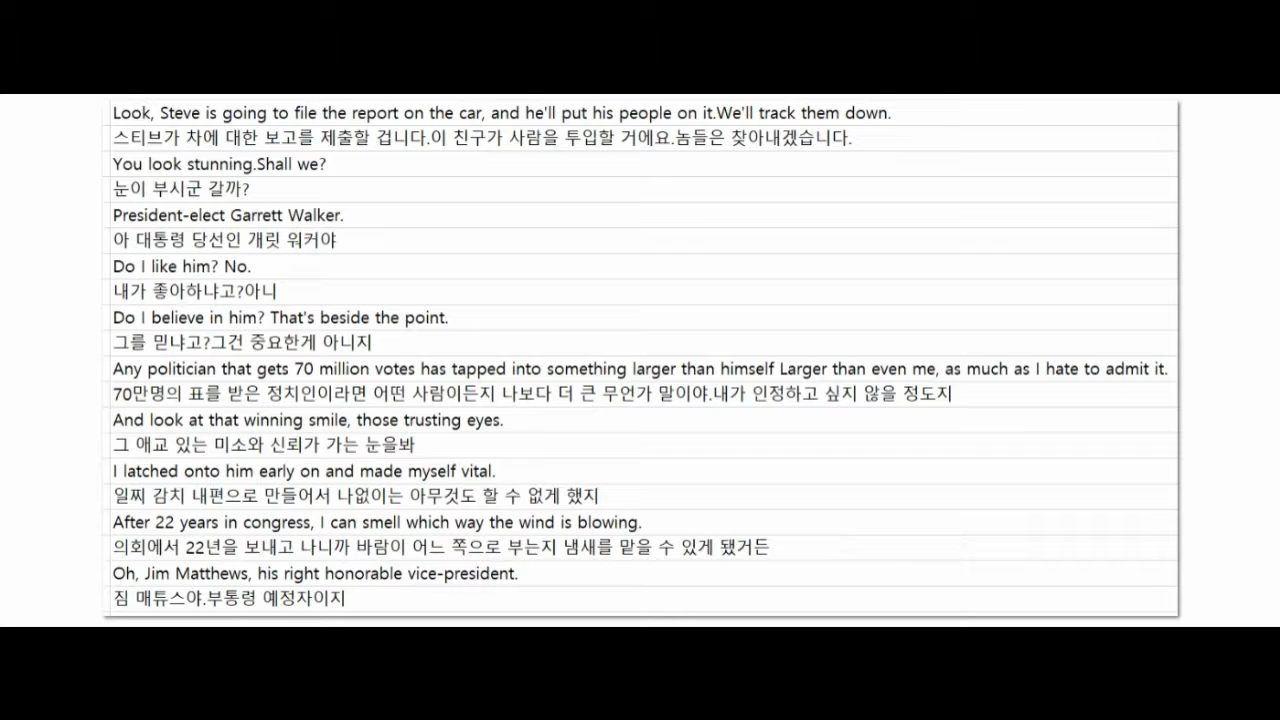 Look, Steve is going to file the report on the car, and he'll put his people on it.We'll track them down.
스티브가 차에 대한 보고를 제출할 겁니다.이 친구가 사람을 투입할 거에요.놈들은 찾아내겠습니다.
You look stunning.Shall we?
눈이 부시군 갈까?
President-elect Garrett Walker.
아 대통령 당선인 개릿 워커야
Do I like him? No.
내가 좋아하냐고?아니
Do I believe in him? That's beside the point.
그를 믿냐고?그건 중요한게 아니지
Any politician that gets 70 million votes has tapped into something larger than himself Larger than even me, as much as I hate to admit it.
70만명의 표를 받은 정치인이라면 어떤 사람이든지 나보다 더 큰 무언가 말이야.내가 인정하고 싶지 않을 정도지
And look at that winning smile, those trusting eyes.
그 애교 있는 미소와 신뢰가 가는 눈을봐
I latched onto him early on and made myself vital.
일찌 감치 내편으로 만들어서 나없이는 아무것도 할 수 없게 했지
After 22 years in congress, I can smell which way the wind is blowing.
의회에서 22년을 보내고 나니까 바람이 어느 쪽으로 부는지 냄새를 맡을 수 있게 됐거든
Oh, Jim Matthews, his right honorable vice-president.
짐 매튜스야.부통령 예정자이지